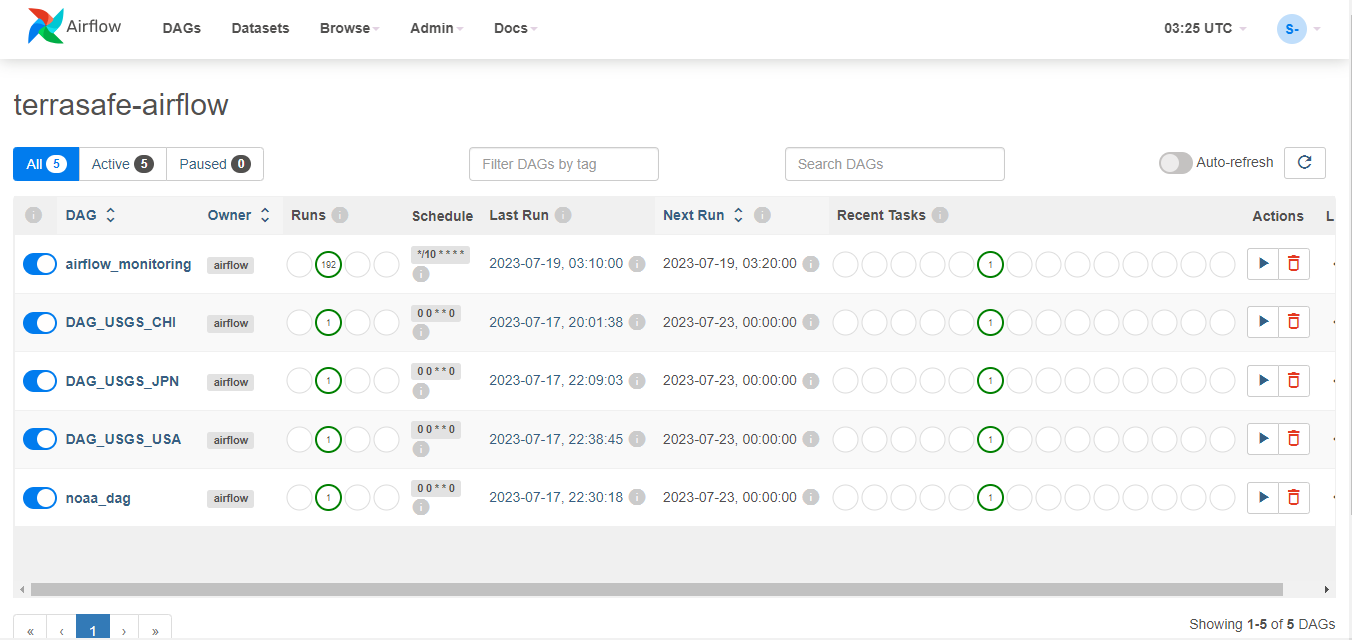 Airflow DAGs Datasets Browse Admin Docs 03:25 UTC S-
terrasafe-airflow
All 5 Active 5 Paused 0 Filter DAGs by tag Search DAGs Auto-refresh
i DAG Owner Runs i Schedule Last Run i Next Run i Recent Tasks i Actions L
airflow_monitoring airflow 192 */10 * * * * i 2023-07-19, 03:10:00 i 2023-07-19, 03:20:00 i 1
DAG_USGS_CHI airflow 1 0 0 * * 0 i 2023-07-17, 20:01:38 i 2023-07-23, 00:00:00 i 1
DAG_USGS_JPN airflow 1 0 0 * * 0 i 2023-07-17, 22:09:03 i 2023-07-23, 00:00:00 i 1
DAG_USGS_USA airflow 1 0 0 * * 0 i 2023-07-17, 22:38:45 i 2023-07-23, 00:00:00 i 1
noaa_dag airflow 1 0 0 * * 0 i 2023-07-17, 22:30:18 i 2023-07-23, 00:00:00 i 1
« ‹ 1 › » Showing 1-5 of 5 DAGs